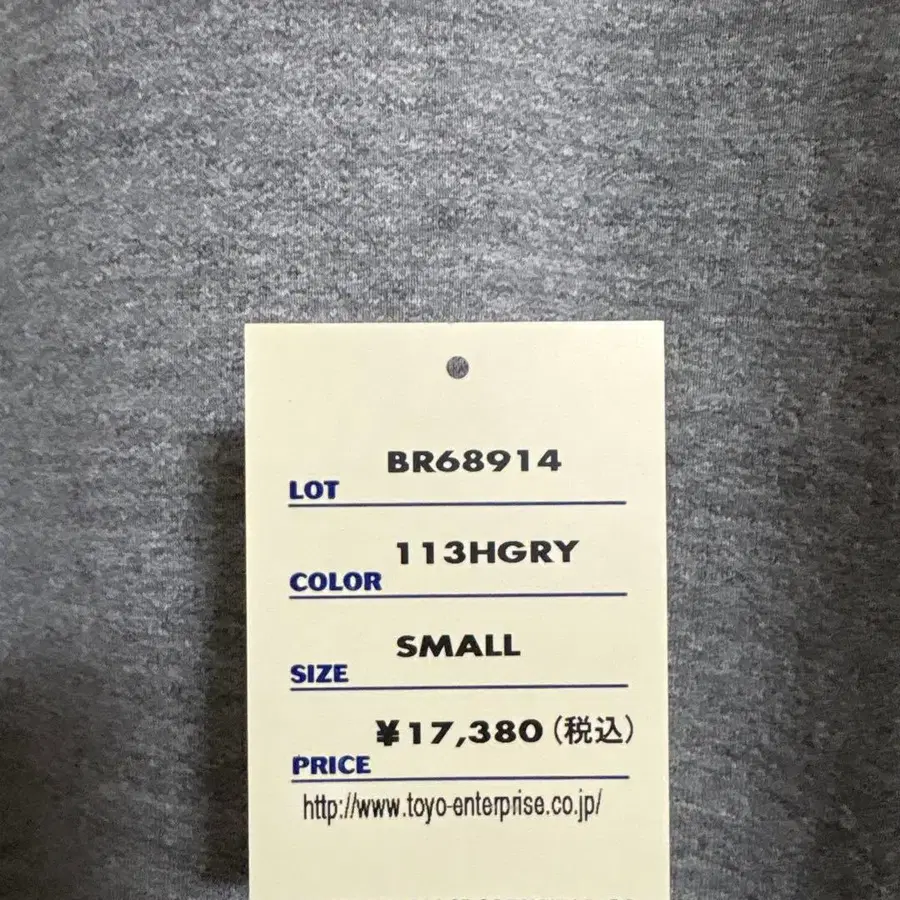 BR68914
LOT
113HGRY
COLOR
SMALL
SIZE
¥17,380(税込)
PRICE
http://www.toyo-enterprise.co.jp/